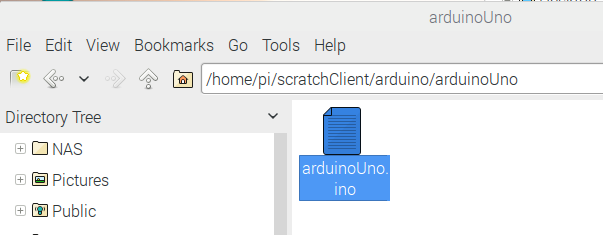 arduinoUno
File Edit View Bookmarks Go Tools Help
/home/pi/scratchClient/arduino/arduinoUno
Directory Tree
NAS
Pictures
Public
arduinoUno.
ino